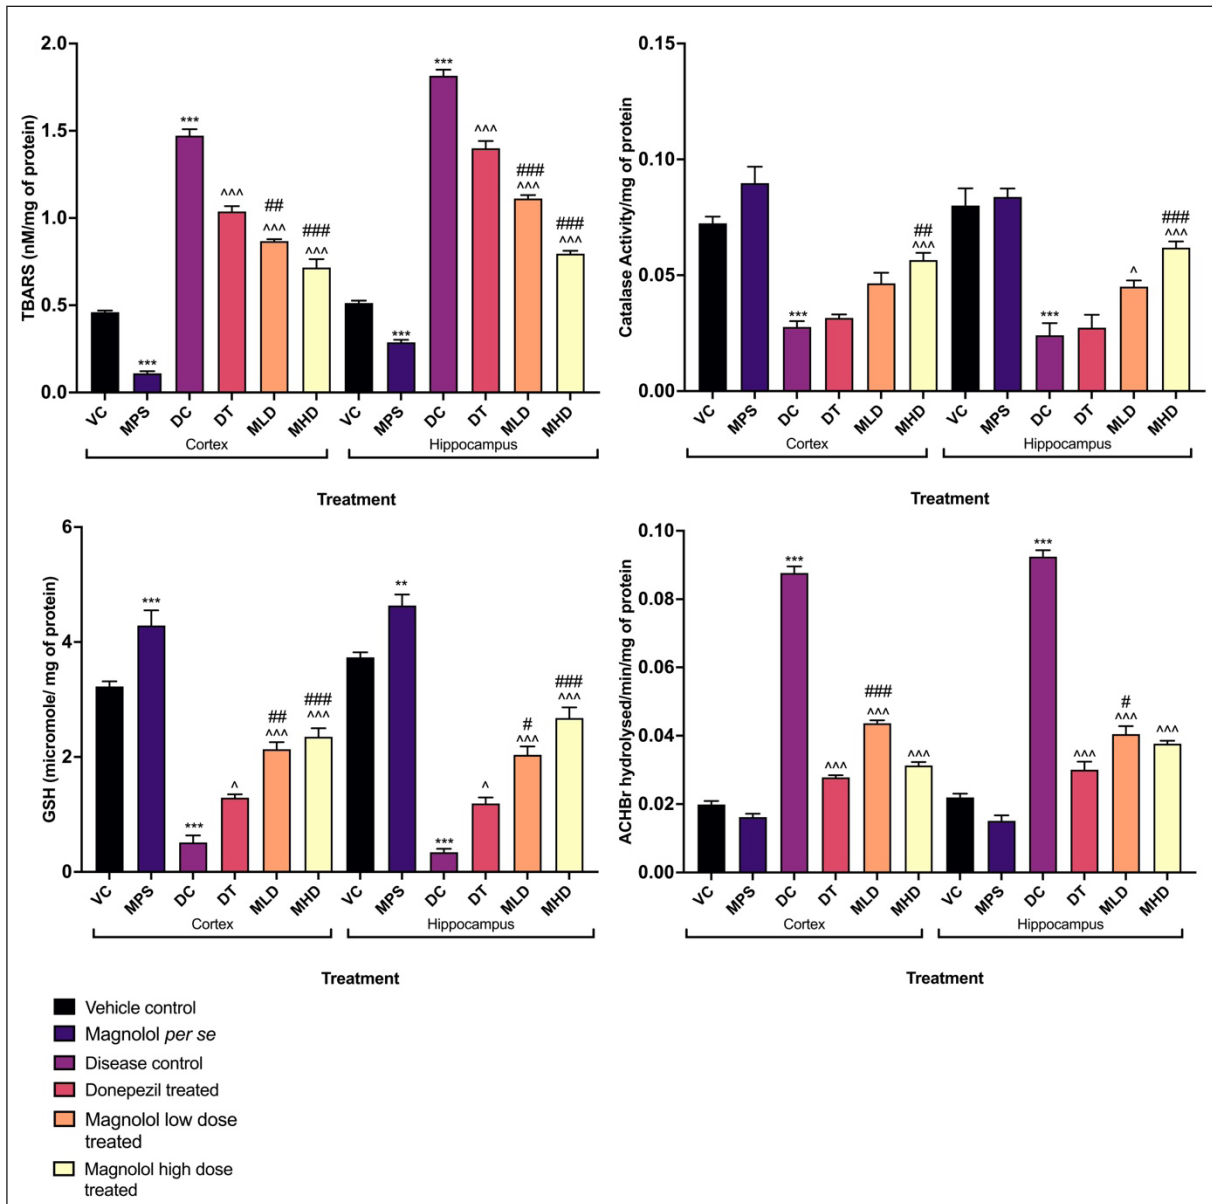 2.0
1.5
1.0
0.5
0.0
TBARS (nM/mg of protein)
***
***
^^^
##
^^^
###
^^^
***
***
^^^
###
^^^
###
^^^
VC MPS DC DT MLD MHD VC MPS DC DT MLD MHD
Cortex Hippocampus
Treatment
0.15
0.10
0.05
0.00
Catalase Activity/mg of protein
***
##
^^^
***
^
###
^^^
VC MPS DC DT MLD MHD VC MPS DC DT MLD MHD
Cortex Hippocampus
Treatment
6
4
2
0
GSH (micromole/ mg of protein)
***
***
^
##
^^^
###
^^^
**
***
^
#
^^^
###
^^^
VC MPS DC DT MLD MHD VC MPS DC DT MLD MHD
Cortex Hippocampus
Treatment
0.10
0.08
0.06
0.04
0.02
0.00
ACHBr hydrolysed/min/mg of protein
***
^^^
###
^^^
^^^
***
^^^
#
^^^
^^^
VC MPS DC DT MLD MHD VC MPS DC DT MLD MHD
Cortex Hippocampus
Treatment
Vehicle control
Magnolol per se
Disease control
Donepezil treated
Magnolol low dose
treated
Magnolol high dose
treated